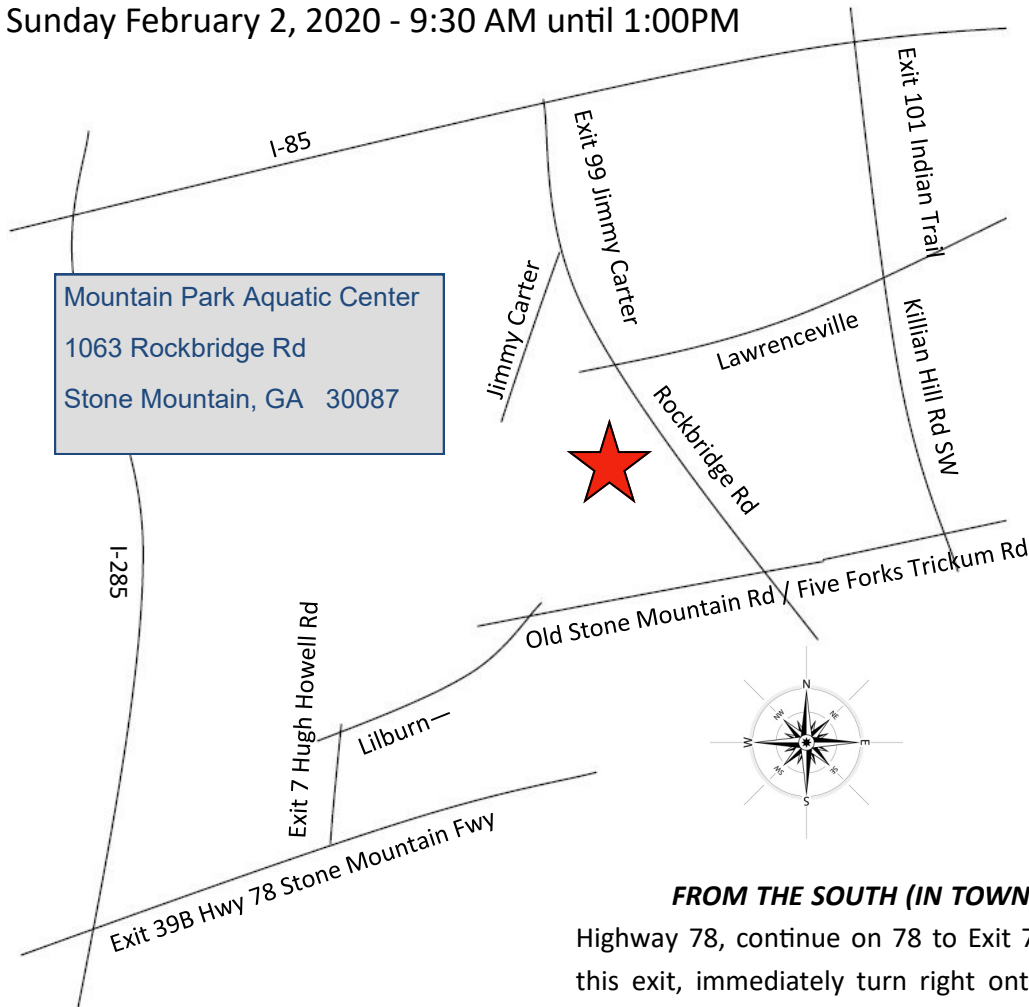 Sunday February 2, 2020 - 9:30 AM until 1:00PM
I-85
Exit 99 Jimmy Carter
Exit 101 Indian Trail
Mountain Park Aquatic Center
1063 Rockbridge Rd
Stone Mountain, GA 30087
Jimmy Carter
Lawrenceville
Killian Hill Rd SW
Rockbridge Rd
I-285
Old Stone Mountain Rd / Five Forks Trickum Rd
Exit 7 Hugh Howell Rd
Lilburn—
N
NW
NE
W
E
SW
SE
S
Exit 39B Hwy 78 Stone Mountain Fwy
FROM THE SOUTH (IN TOWN
Highway 78, continue on 78 to Exit 7
this exit, immediately turn right ont